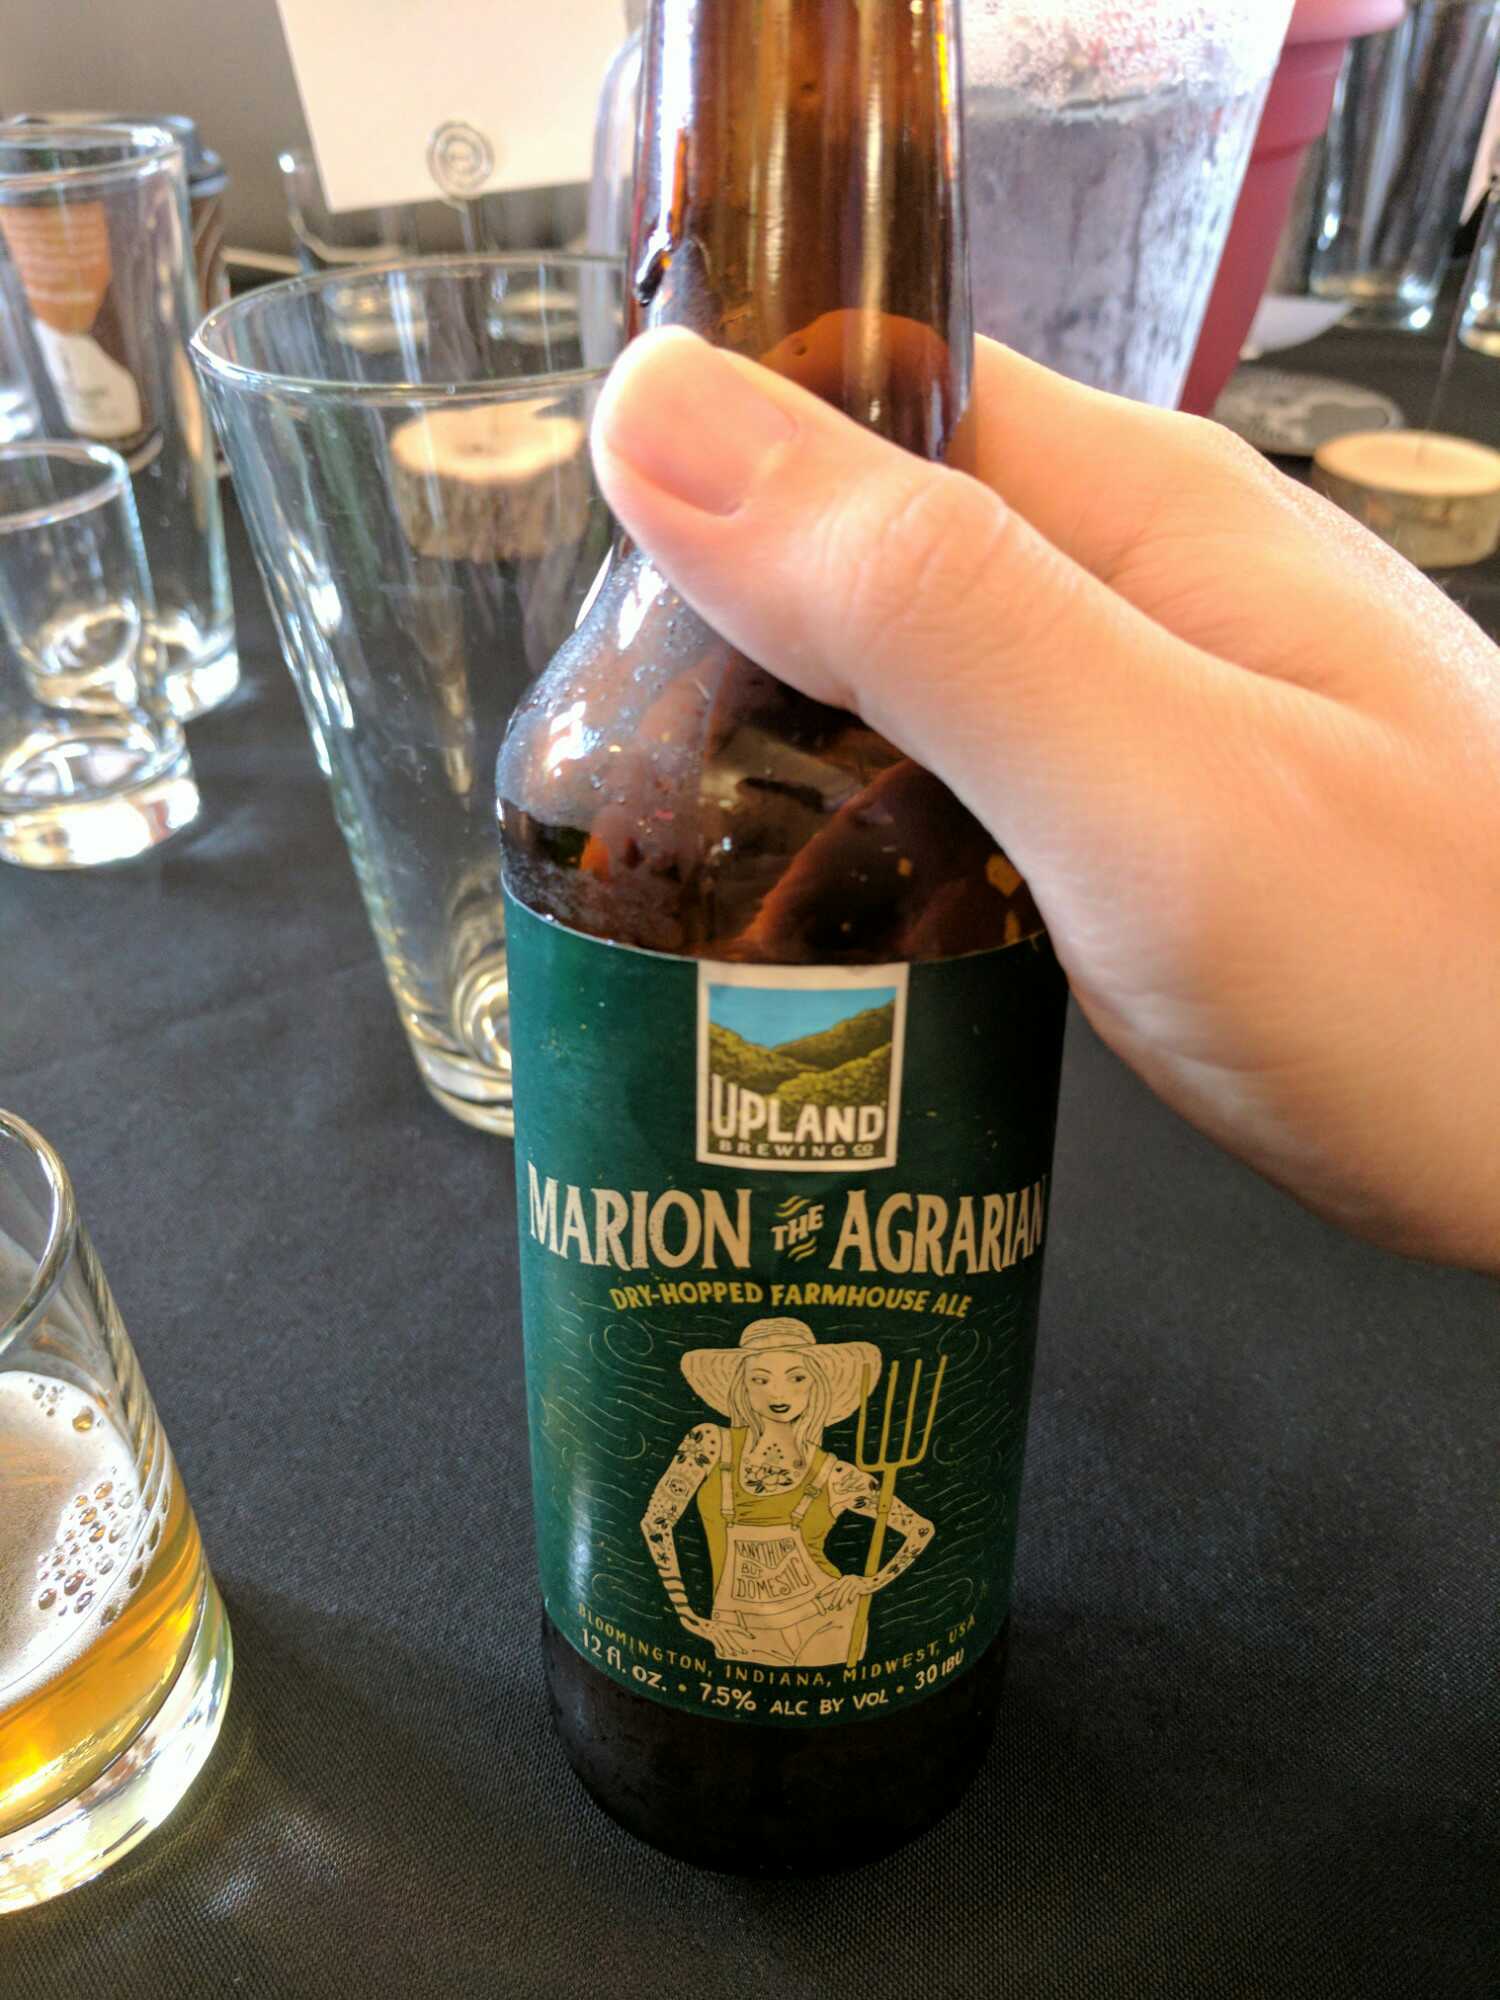 UPLAND
BREWING CO
MARION THE AGRARIAN
DRY-HOPPED FARMHOUSE ALE
ANYTHING
BUT
DOMESTIC
BLOOMINGTON, INDIANA, MIDWEST, USA
12 fl. oz. • 7.5% ALC BY VOL • 30 IBU